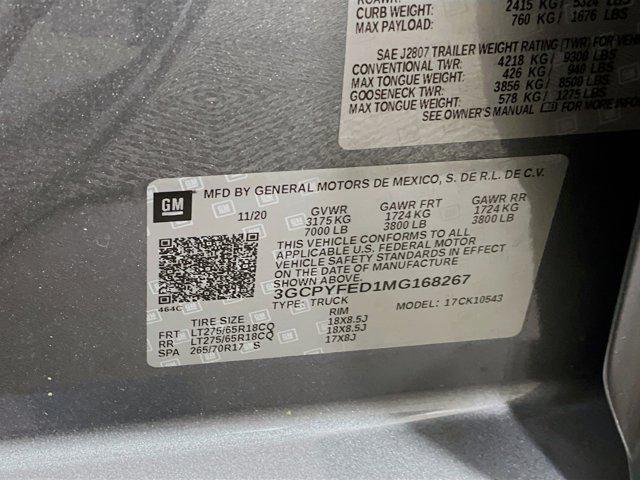 2415 KG/ 5324 LBS
CURB WEIGHT: 760 KG/ 1676 LBS
MAX PAYLOAD:
SAE J2807 TRAILER WEIGHT RATING (TWR) FOR
CONVENTIONAL TWR: 4218 KG/ 9300 LBS
MAX TONGUE WEIGHT: 426 KG/ 940 LBS
GOOSENECK TWR: 3856 KG/ 8500 LBS
MAX TONGUE WEIGHT: 578 KG/ 1275 LBS
SEE OWNER'S MANUAL FOR MORE
GM
MFD BY GENERAL MOTORS DE MEXICO, S. DE R.L. DE C.V.
11/20 GVWR GAWR FRT GAWR RR
3175 KG 1724 KG 1724 KG
7000 LB 3800 LB 3800 LB
THIS VEHICLE CONFORMS TO ALL
APPLICABLE U.S. FEDERAL MOTOR
VEHICLE SAFETY STANDARDS IN EFFECT
ON THE DATE OF MANUFACTURE SHOWN ABOVE.
464C
3GCPYFED1MG168267
TYPE: TRUCK MODEL: 17CK10543
TIRE SIZE RIM
FRT LT275/65R18CQ 18X8.5J
RR LT275/65R18CQ 18X8.5J
SPA 265/70R17 S 17X8J